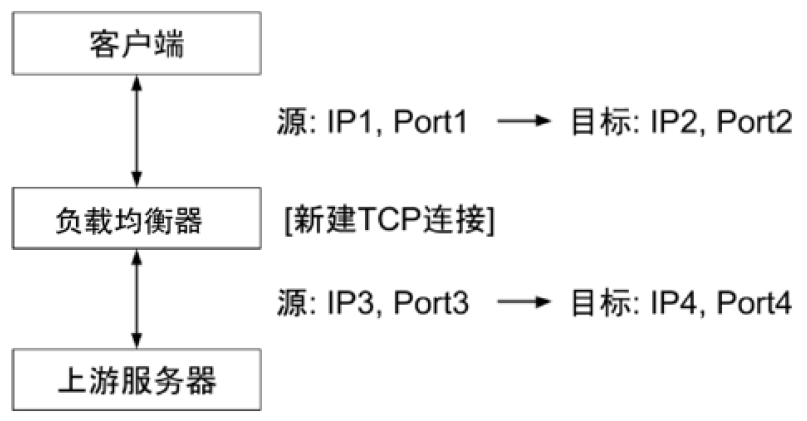 客户端
源: IP1, Port1 → 目标: IP2, Port2
负载均衡器 [新建TCP连接]
源: IP3, Port3 → 目标: IP4, Port4
上游服务器